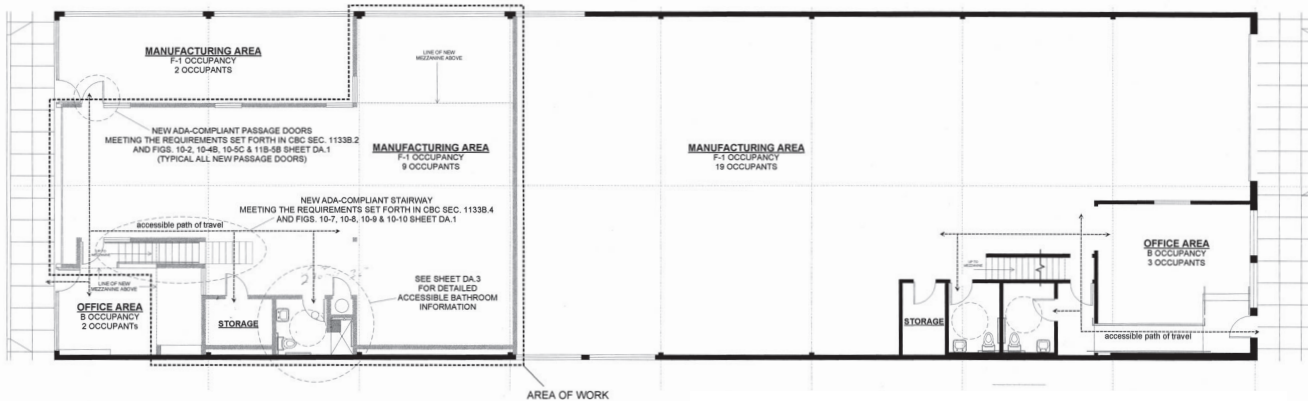 MANUFACTURING AREA
F-1 OCCUPANCY
2 OCCUPANTS
LINE OF NEW
MEZZANINE ABOVE
NEW ADA-COMPLIANT PASSAGE DOORS
MEETING THE REQUIREMENTS SET FORTH IN CBC SEC. 1133B.2
AND FIGS. 10-2, 10-4B, 10-5C & 11B-5B SHEET DA.1
(TYPICAL ALL NEW PASSAGE DOORS)
MANUFACTURING AREA
F-1 OCCUPANCY
9 OCCUPANTS
MANUFACTURING AREA
F-1 OCCUPANCY
19 OCCUPANTS
NEW ADA-COMPLIANT STAIRWAY
MEETING THE REQUIREMENTS SET FORTH IN CBC SEC. 1133B.4
AND FIGS. 10-7, 10-8, 10-9 & 10-10 SHEET DA.1
accessible path of travel
UP TO
MEZZANINE
LINE OF NEW
MEZZANINE ABOVE
OFFICE AREA
B OCCUPANCY
2 OCCUPANTs
STORAGE
SEE SHEET DA.3
FOR DETAILED
ACCESSIBLE BATHROOM
INFORMATION
UP TO
MEZZANINE
OFFICE AREA
B OCCUPANCY
3 OCCUPANTS
STORAGE
accessible path of travel
AREA OF WORK